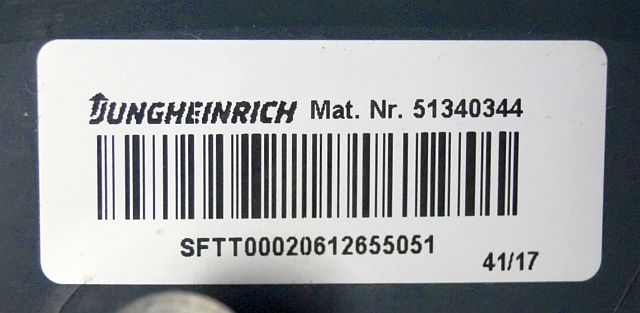 JUNGHEINRICH Mat. Nr. 51340344
SFTT00020612655051
41/17